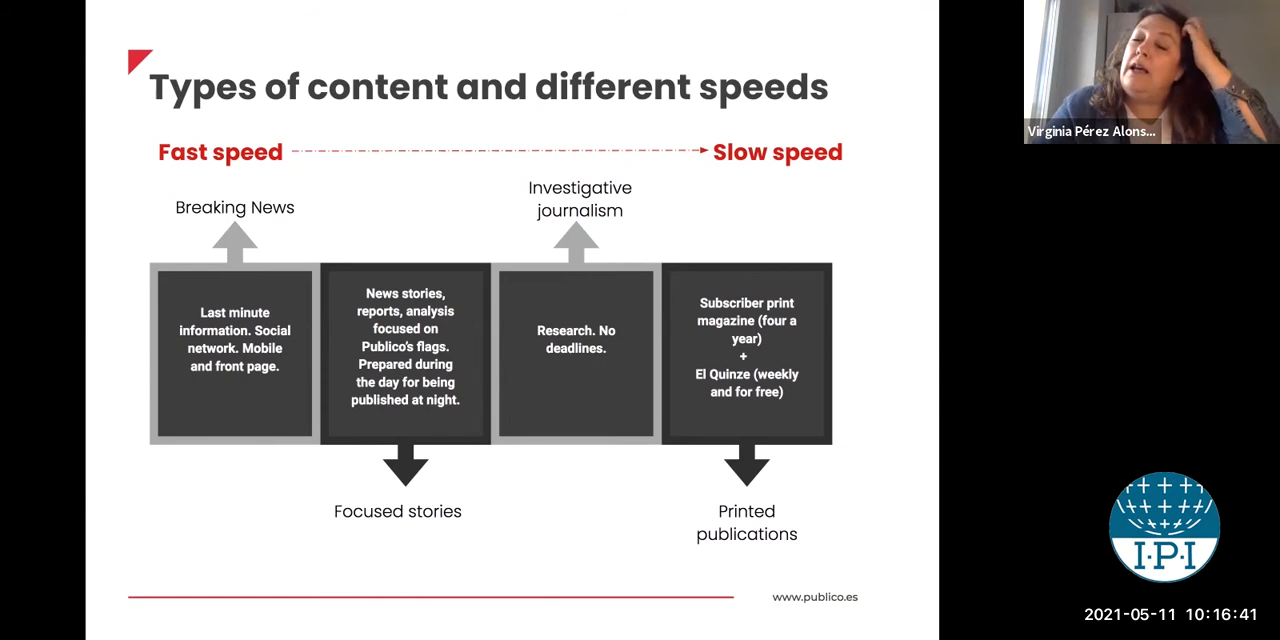 Types of content and different speeds
Fast speed
Slow speed
Breaking News
Investigative
journalism
Last minute
information. Social
network. Mobile
and front page.
News stories,
reports, analysis
focused on
Publico's flags.
Prepared during
the day for being
published at night.
Research. No
deadlines.
Subscriber print
magazine (four a
year)
+
El Quinze (weekly
and for free)
Focused stories
Printed
publications
www.publico.es
Virginia Pérez Alons...
I·P·I
2021-05-11 10:16:41